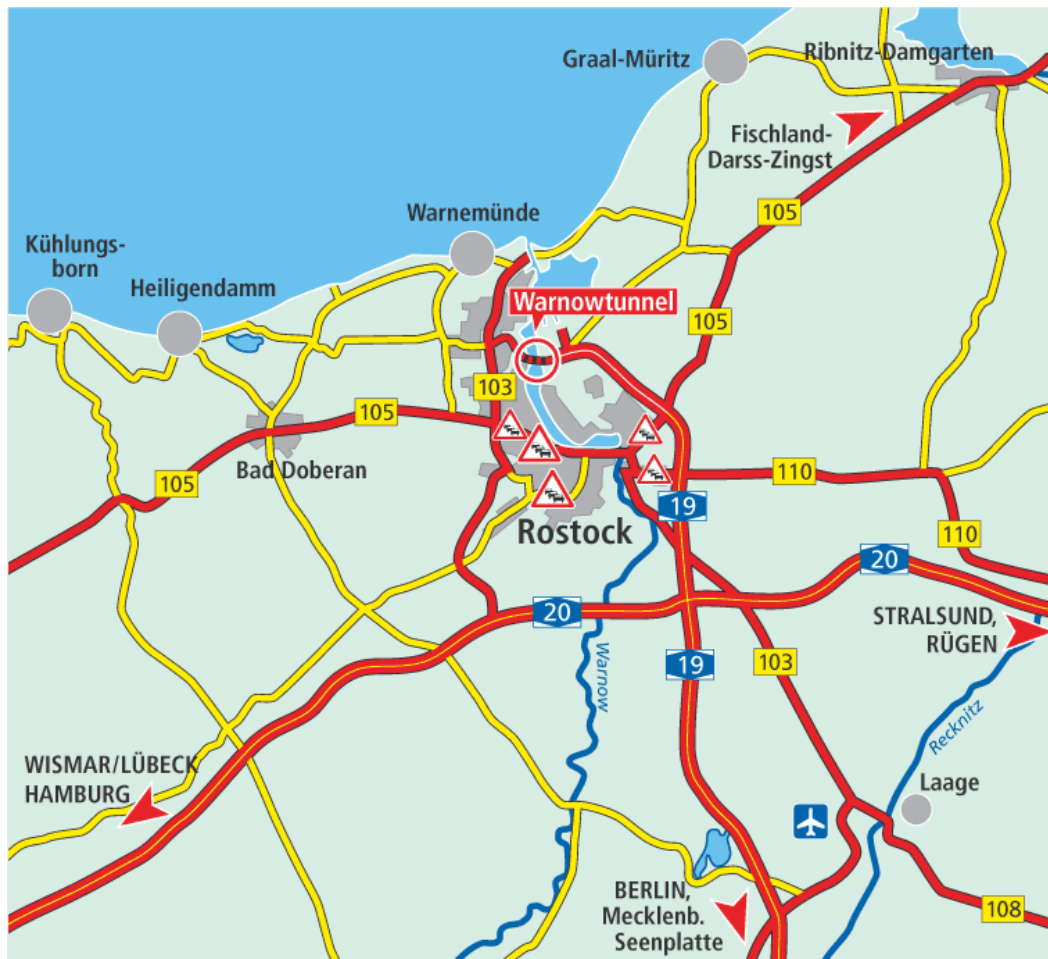 Graal-Müritz
Ribnitz-Damgarten
Fischland-
Darss-Zingst
105
Warnemünde
Kühlungs-
born
Heiligendamm
Warnowtunnel
105
103
105
Bad Doberan
105
110
19
Rostock
110
20
20
STRALSUND,
RÜGEN
Warnow
19
103
Recknitz
WISMAR/LÜBECK
HAMBURG
Laage
BERLIN,
Mecklenb.
Seenplatte
108